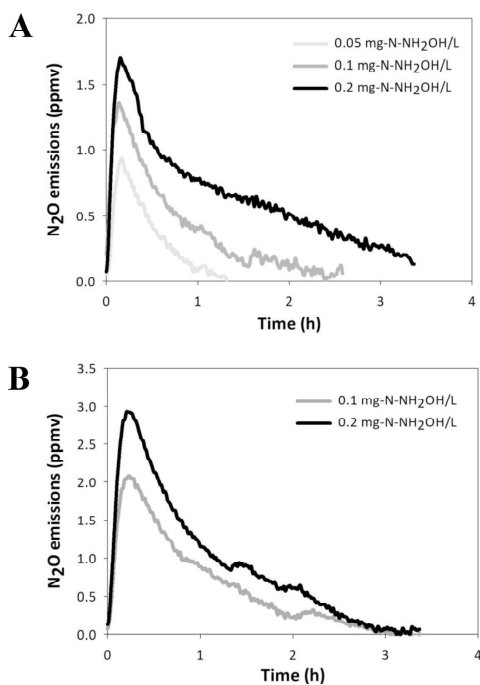 A
N2O emissions (ppmv)
2.0
1.5
1.0
0.5
0.0
0.05 mg-N-NH2OH/L
0.1 mg-N-NH2OH/L
0.2 mg-N-NH2OH/L
0
1
2
3
4
Time (h)
B
N2O emissions (ppmv)
3.5
3.0
2.5
2.0
1.5
1.0
0.5
0.0
0.1 mg-N-NH2OH/L
0.2 mg-N-NH2OH/L
0
1
2
3
4
Time (h)